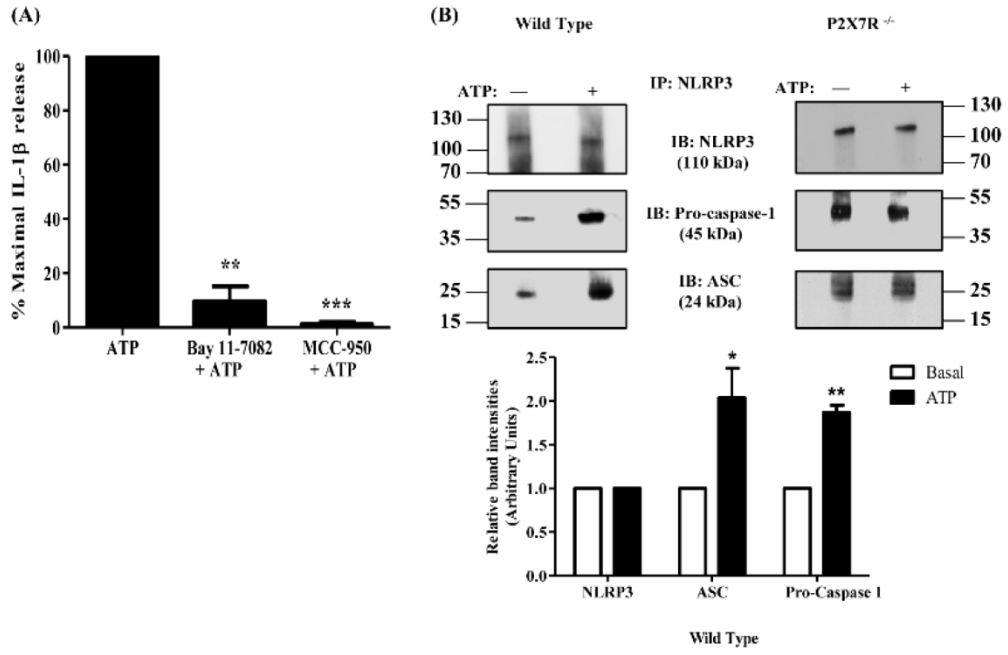 (A)
% Maximal IL-1β release
100
80
60
40
20
0
**
***
ATP
Bay 11-7082
+ ATP
MCC-950
+ ATP
(B)
Wild Type
P2X7R -/-
IP: NLRP3
ATP: — +
ATP: — +
130
100
70
IB: NLRP3
(110 kDa)
130
100
70
55
35
IB: Pro-caspase-1
(45 kDa)
55
35
25
15
IB: ASC
(24 kDa)
25
15
Relative band intensities
(Arbitrary Units)
2.5
2.0
1.5
1.0
0.5
0.0
*
**
Basal
ATP
NLRP3
ASC
Pro-Caspase 1
Wild Type